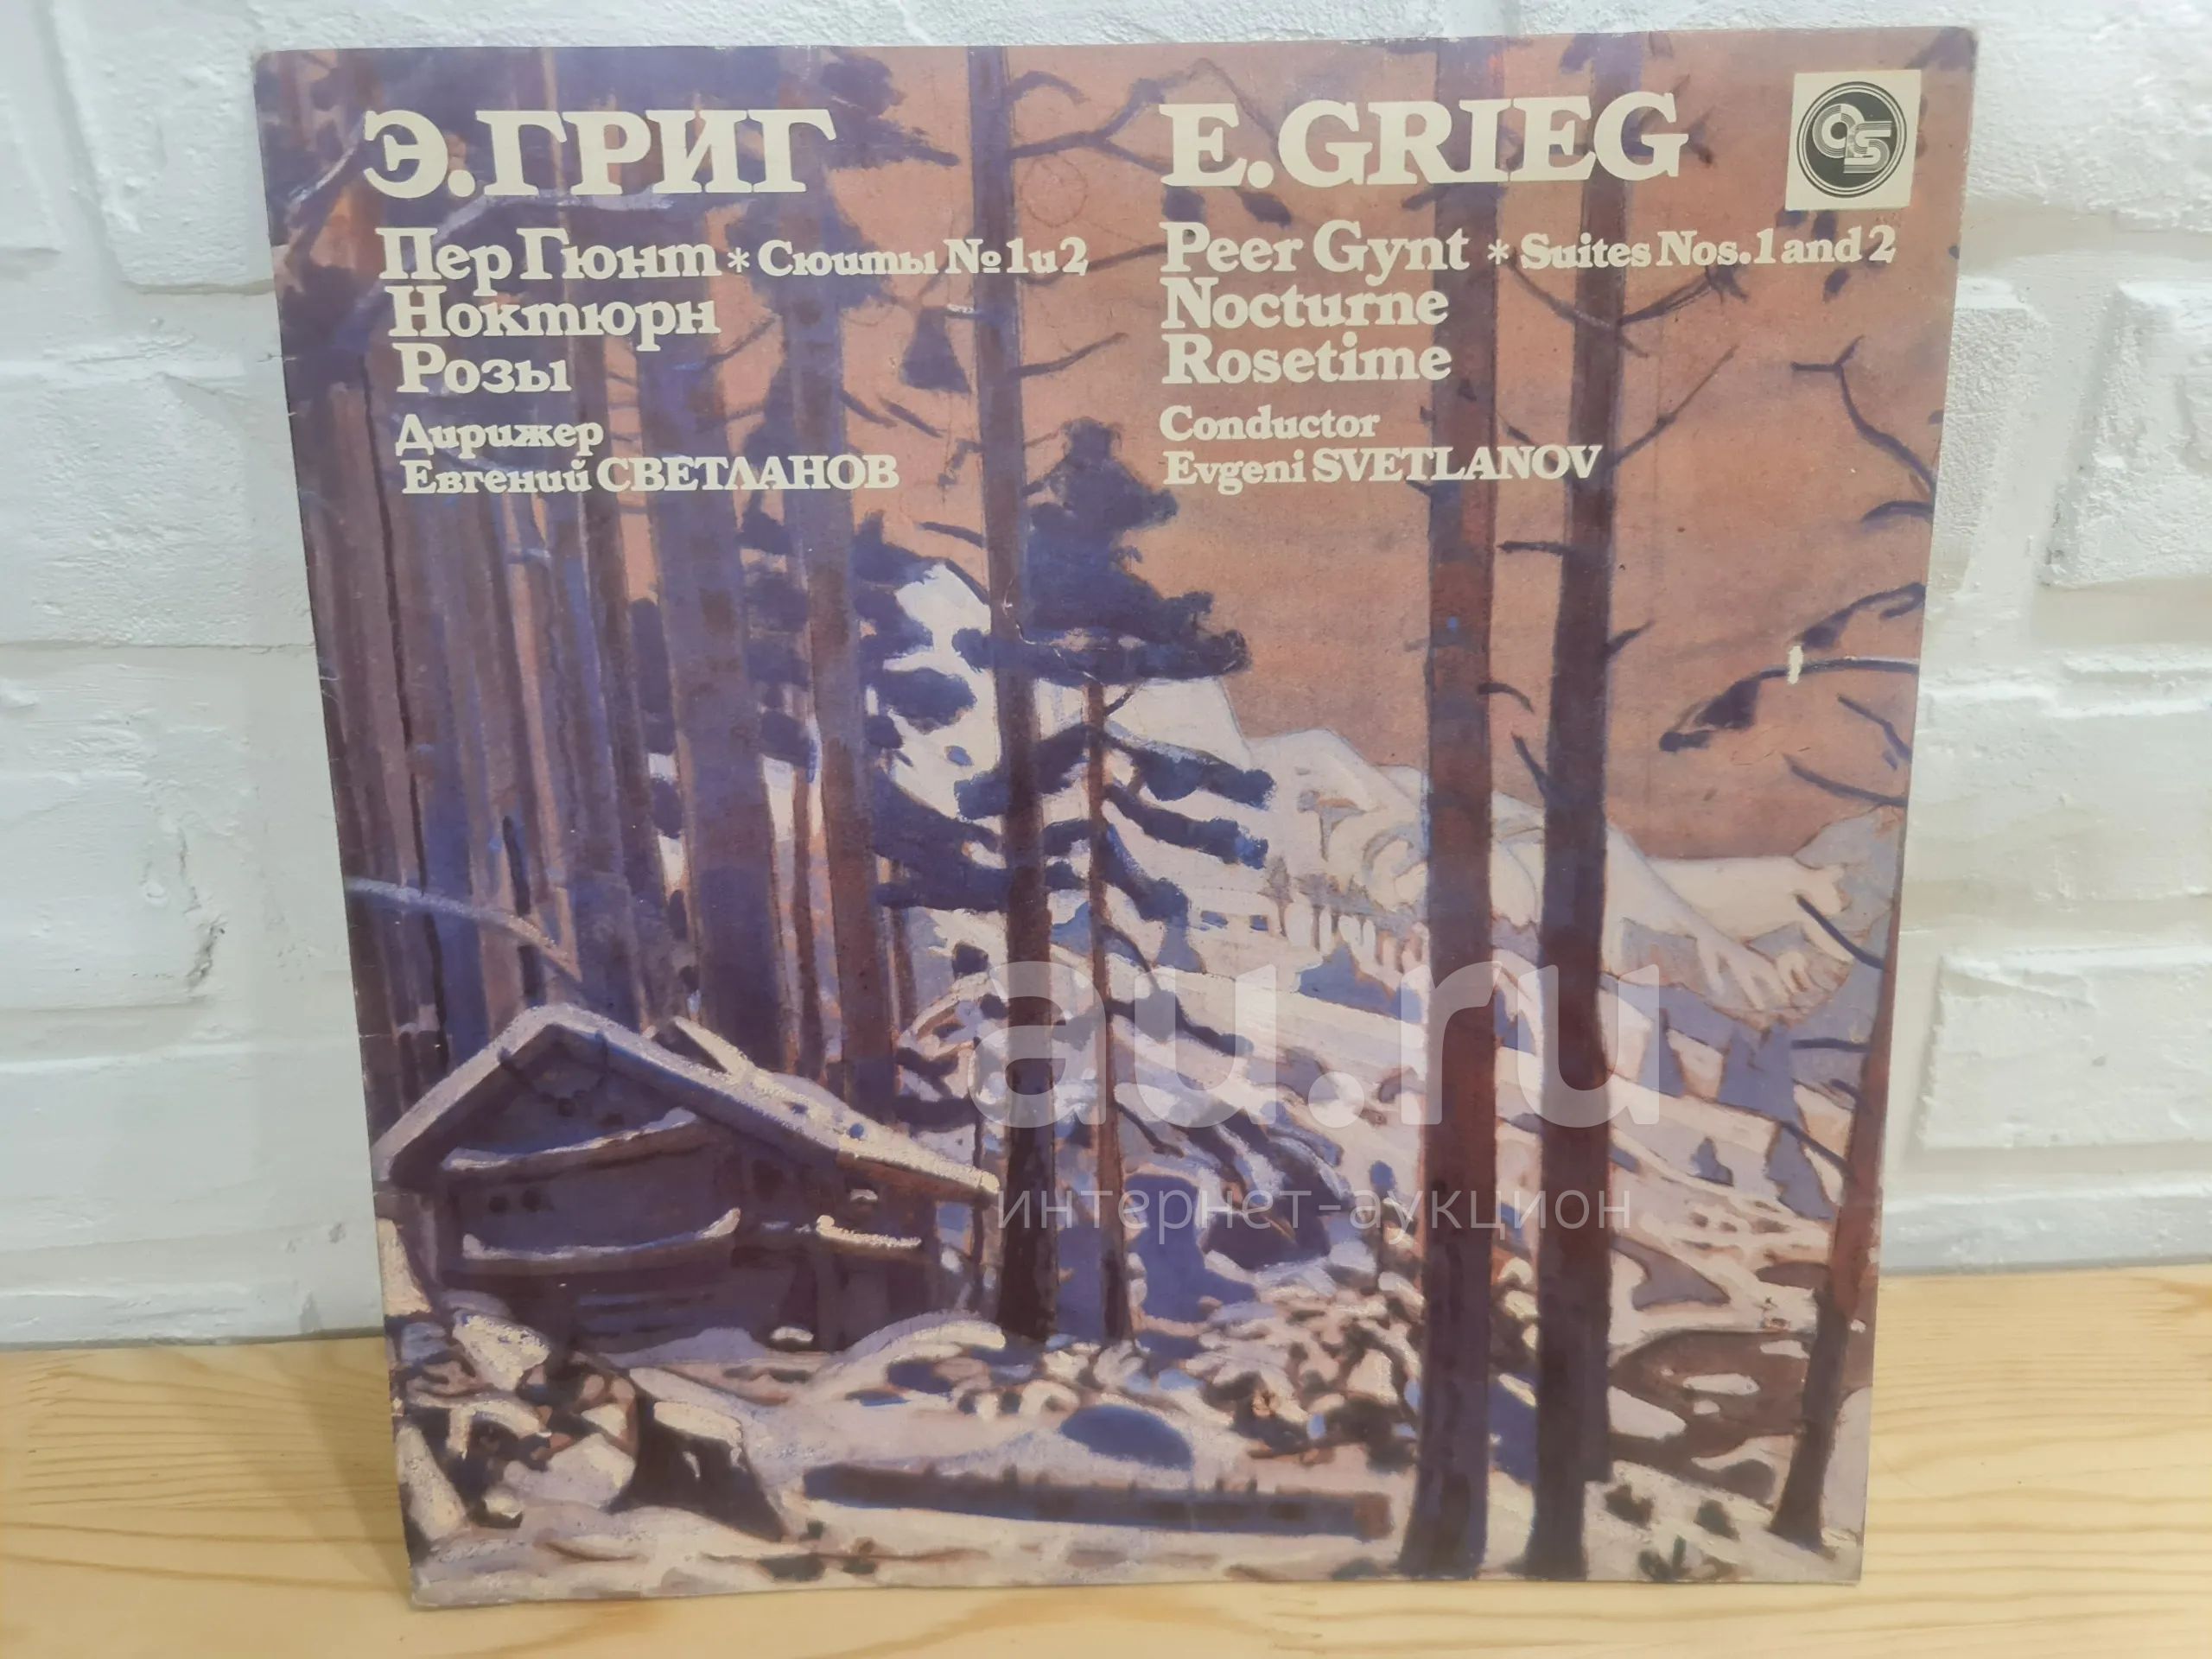 Э.ГРИГ
Пер Гюнт * Сюиты № 1 и 2
Ноктюрн
Розы
Дирижер
Евгений СВЕТЛАНОВ
E.GRIEG
Peer Gynt * Suites Nos.1 and 2
Nocturne
Rosetime
Conductor
Evgeni SVETLANOV
au.ru
интернет-аукцион